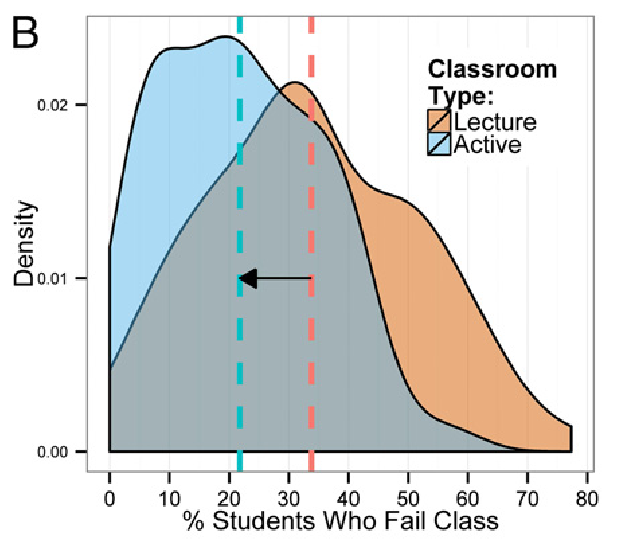 B
Classroom
Type:
Lecture
Active
Density
0.02
0.01
0.00
0 10 20 30 40 50 60 70 80
% Students Who Fail Class